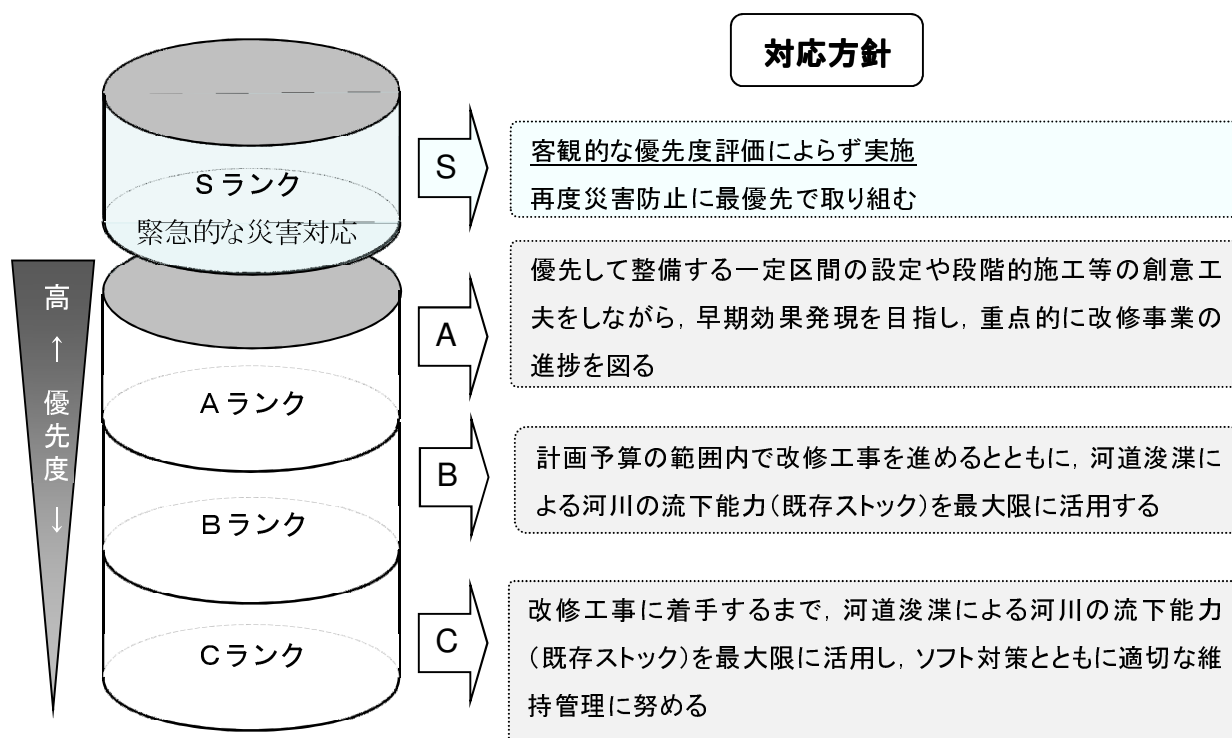 対応方針
Sランク
緊急的な災害対応
S
客観的な優先度評価によらず実施
再度災害防止に最優先で取り組む
高 ↑ 優先度 ↓
Aランク
A
優先して整備する一定区間の設定や段階的施工等の創意工
夫をしながら，早期効果発現を目指し，重点的に改修事業の
進捗を図る
Bランク
B
計画予算の範囲内で改修工事を進めるとともに，河道浚渫に
よる河川の流下能力（既存ストック）を最大限に活用する
Cランク
C
改修工事に着手するまで，河道浚渫による河川の流下能力
（既存ストック）を最大限に活用し，ソフト対策とともに適切な維
持管理に努める